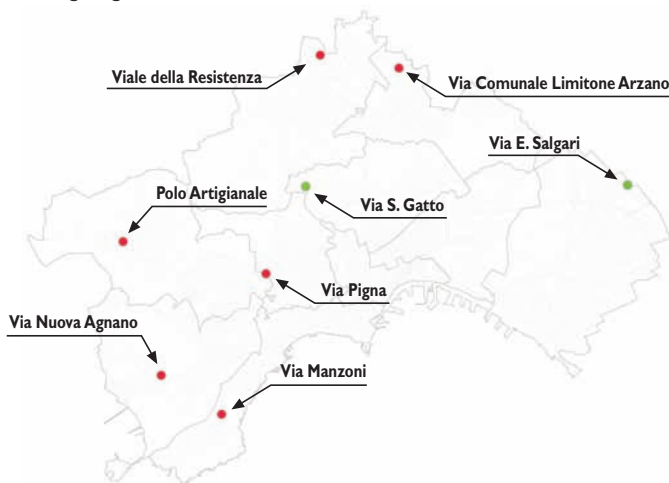 Viale della Resistenza
Via Comunale Limitone Arzano
Via E. Salgari
Polo Artigianale
Via S. Gatto
Via Pigna
Via Nuova Agnano
Via Manzoni